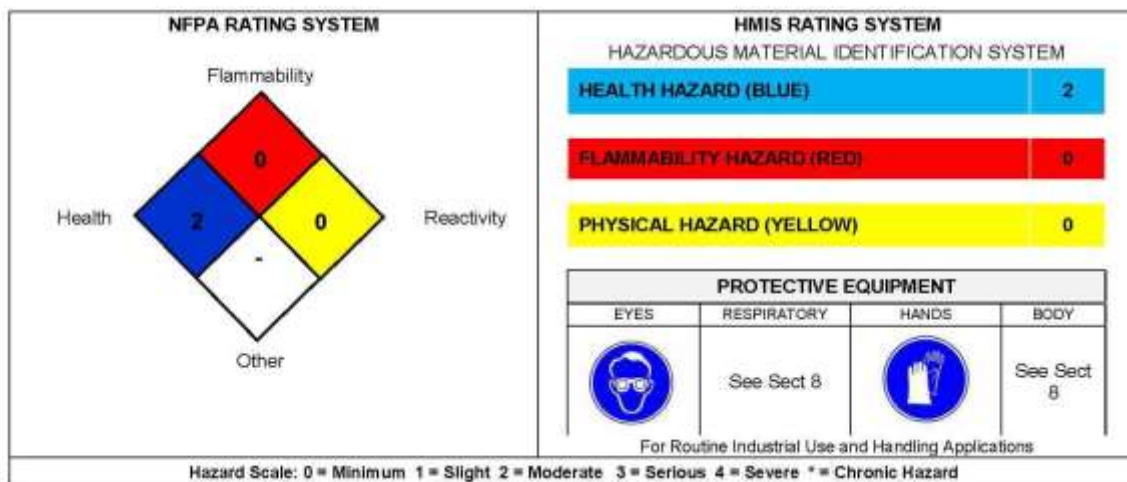 NFPA RATING SYSTEM
Flammability
0
Health
2
0
Reactivity
-
Other
HMIS RATING SYSTEM
HAZARDOUS MATERIAL IDENTIFICATION SYSTEM
HEALTH HAZARD (BLUE) 2
FLAMMABILITY HAZARD (RED) 0
PHYSICAL HAZARD (YELLOW) 0
PROTECTIVE EQUIPMENT
EYES RESPIRATORY HANDS BODY
See Sect 8
See Sect
8
For Routine Industrial Use and Handling Applications
Hazard Scale: 0 = Minimum 1 = Slight 2 = Moderate 3 = Serious 4 = Severe * = Chronic Hazard